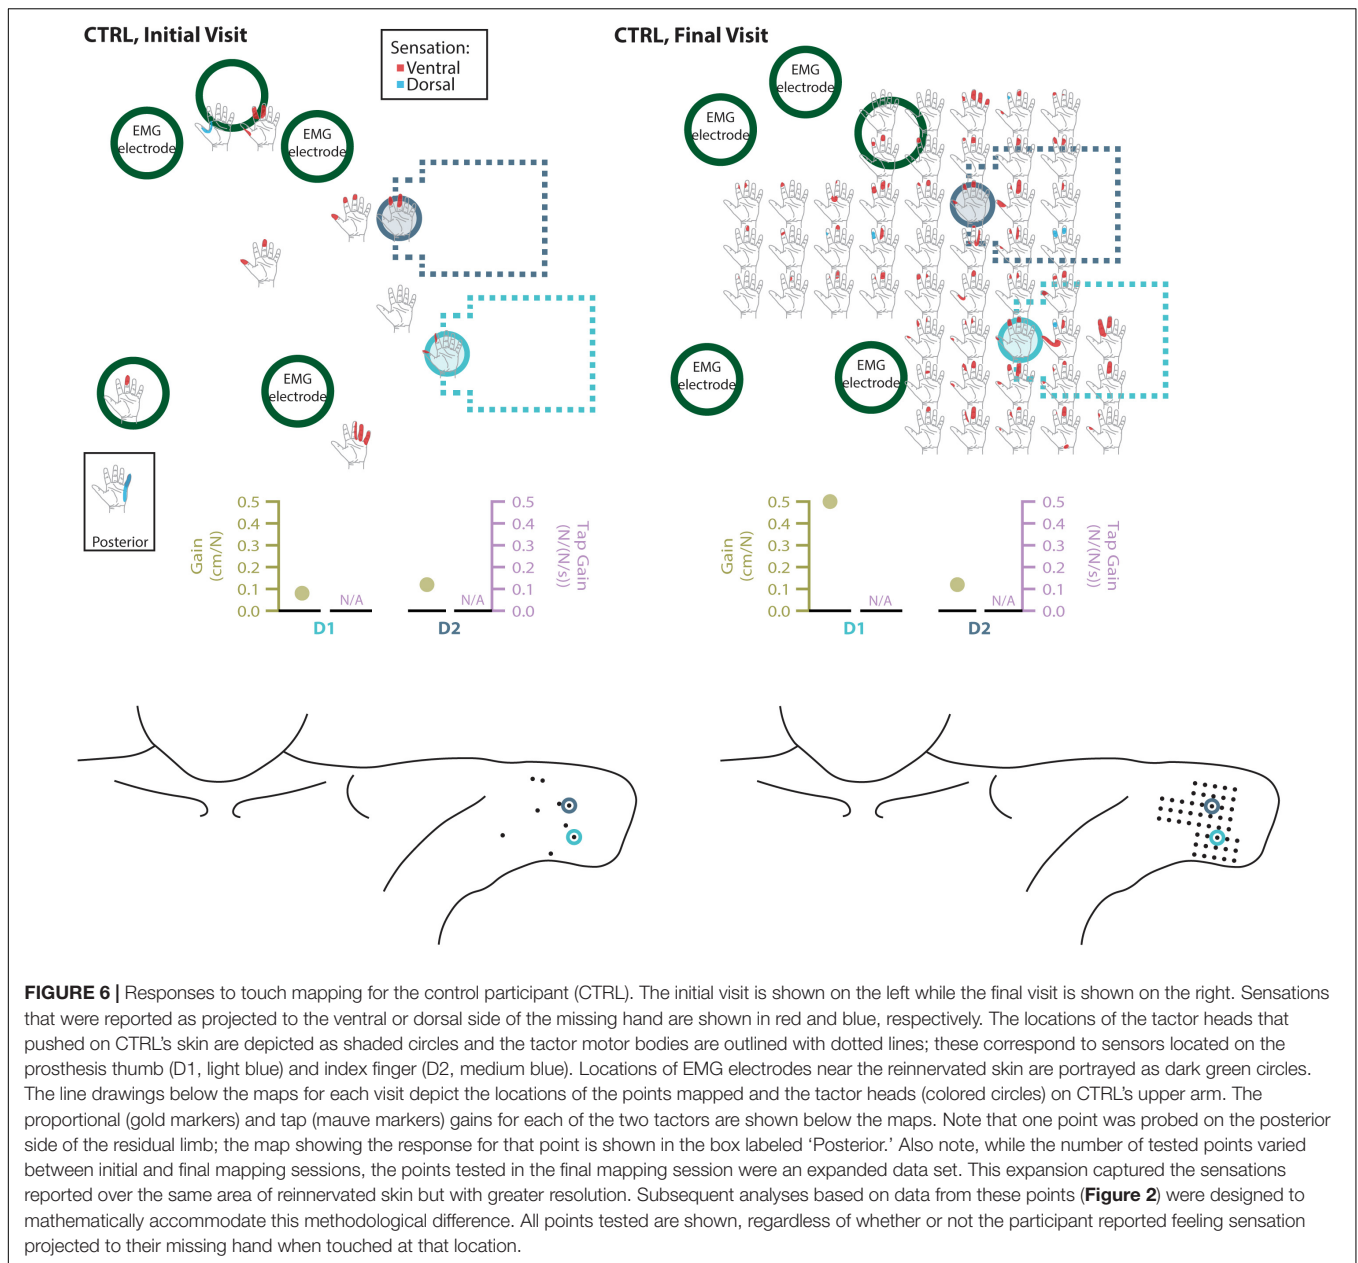 CTRL, Initial Visit
Sensation:
Ventral
Dorsal
EMG
electrode
EMG
electrode
EMG
electrode
Posterior
CTRL, Final Visit
EMG
electrode
EMG
electrode
EMG
electrode
EMG
electrode
Gain
(cm/N)
0.5
0.4
0.3
0.2
0.1
0.0
N/A
D1
N/A
D2
0.5
0.4
0.3
0.2
0.1
0.0
Tap Gain
(N/(N/s))
Gain
(cm/N)
0.5
0.4
0.3
0.2
0.1
0.0
N/A
D1
N/A
D2
0.5
0.4
0.3
0.2
0.1
0.0
Tap Gain
(N/(N/s))
FIGURE 6 | Responses to touch mapping for the control participant (CTRL). The initial visit is shown on the left while the final visit is shown on the right. Sensations
that were reported as projected to the ventral or dorsal side of the missing hand are shown in red and blue, respectively. The locations of the tactor heads that
pushed on CTRL's skin are depicted as shaded circles and the tactor motor bodies are outlined with dotted lines; these correspond to sensors located on the
prosthesis thumb (D1, light blue) and index finger (D2, medium blue). Locations of EMG electrodes near the reinnervated skin are portrayed as dark green circles.
The line drawings below the maps for each visit depict the locations of the points mapped and the tactor heads (colored circles) on CTRL's upper arm. The
proportional (gold markers) and tap (mauve markers) gains for each of the two tactors are shown below the maps. Note that one point was probed on the posterior
side of the residual limb; the map showing the response for that point is shown in the box labeled 'Posterior.' Also note, while the number of tested points varied
between initial and final mapping sessions, the points tested in the final mapping session were an expanded data set. This expansion captured the sensations
reported over the same area of reinnervated skin but with greater resolution. Subsequent analyses based on data from these points (Figure 2) were designed to
mathematically accommodate this methodological difference. All points tested are shown, regardless of whether or not the participant reported feeling sensation
projected to their missing hand when touched at that location.